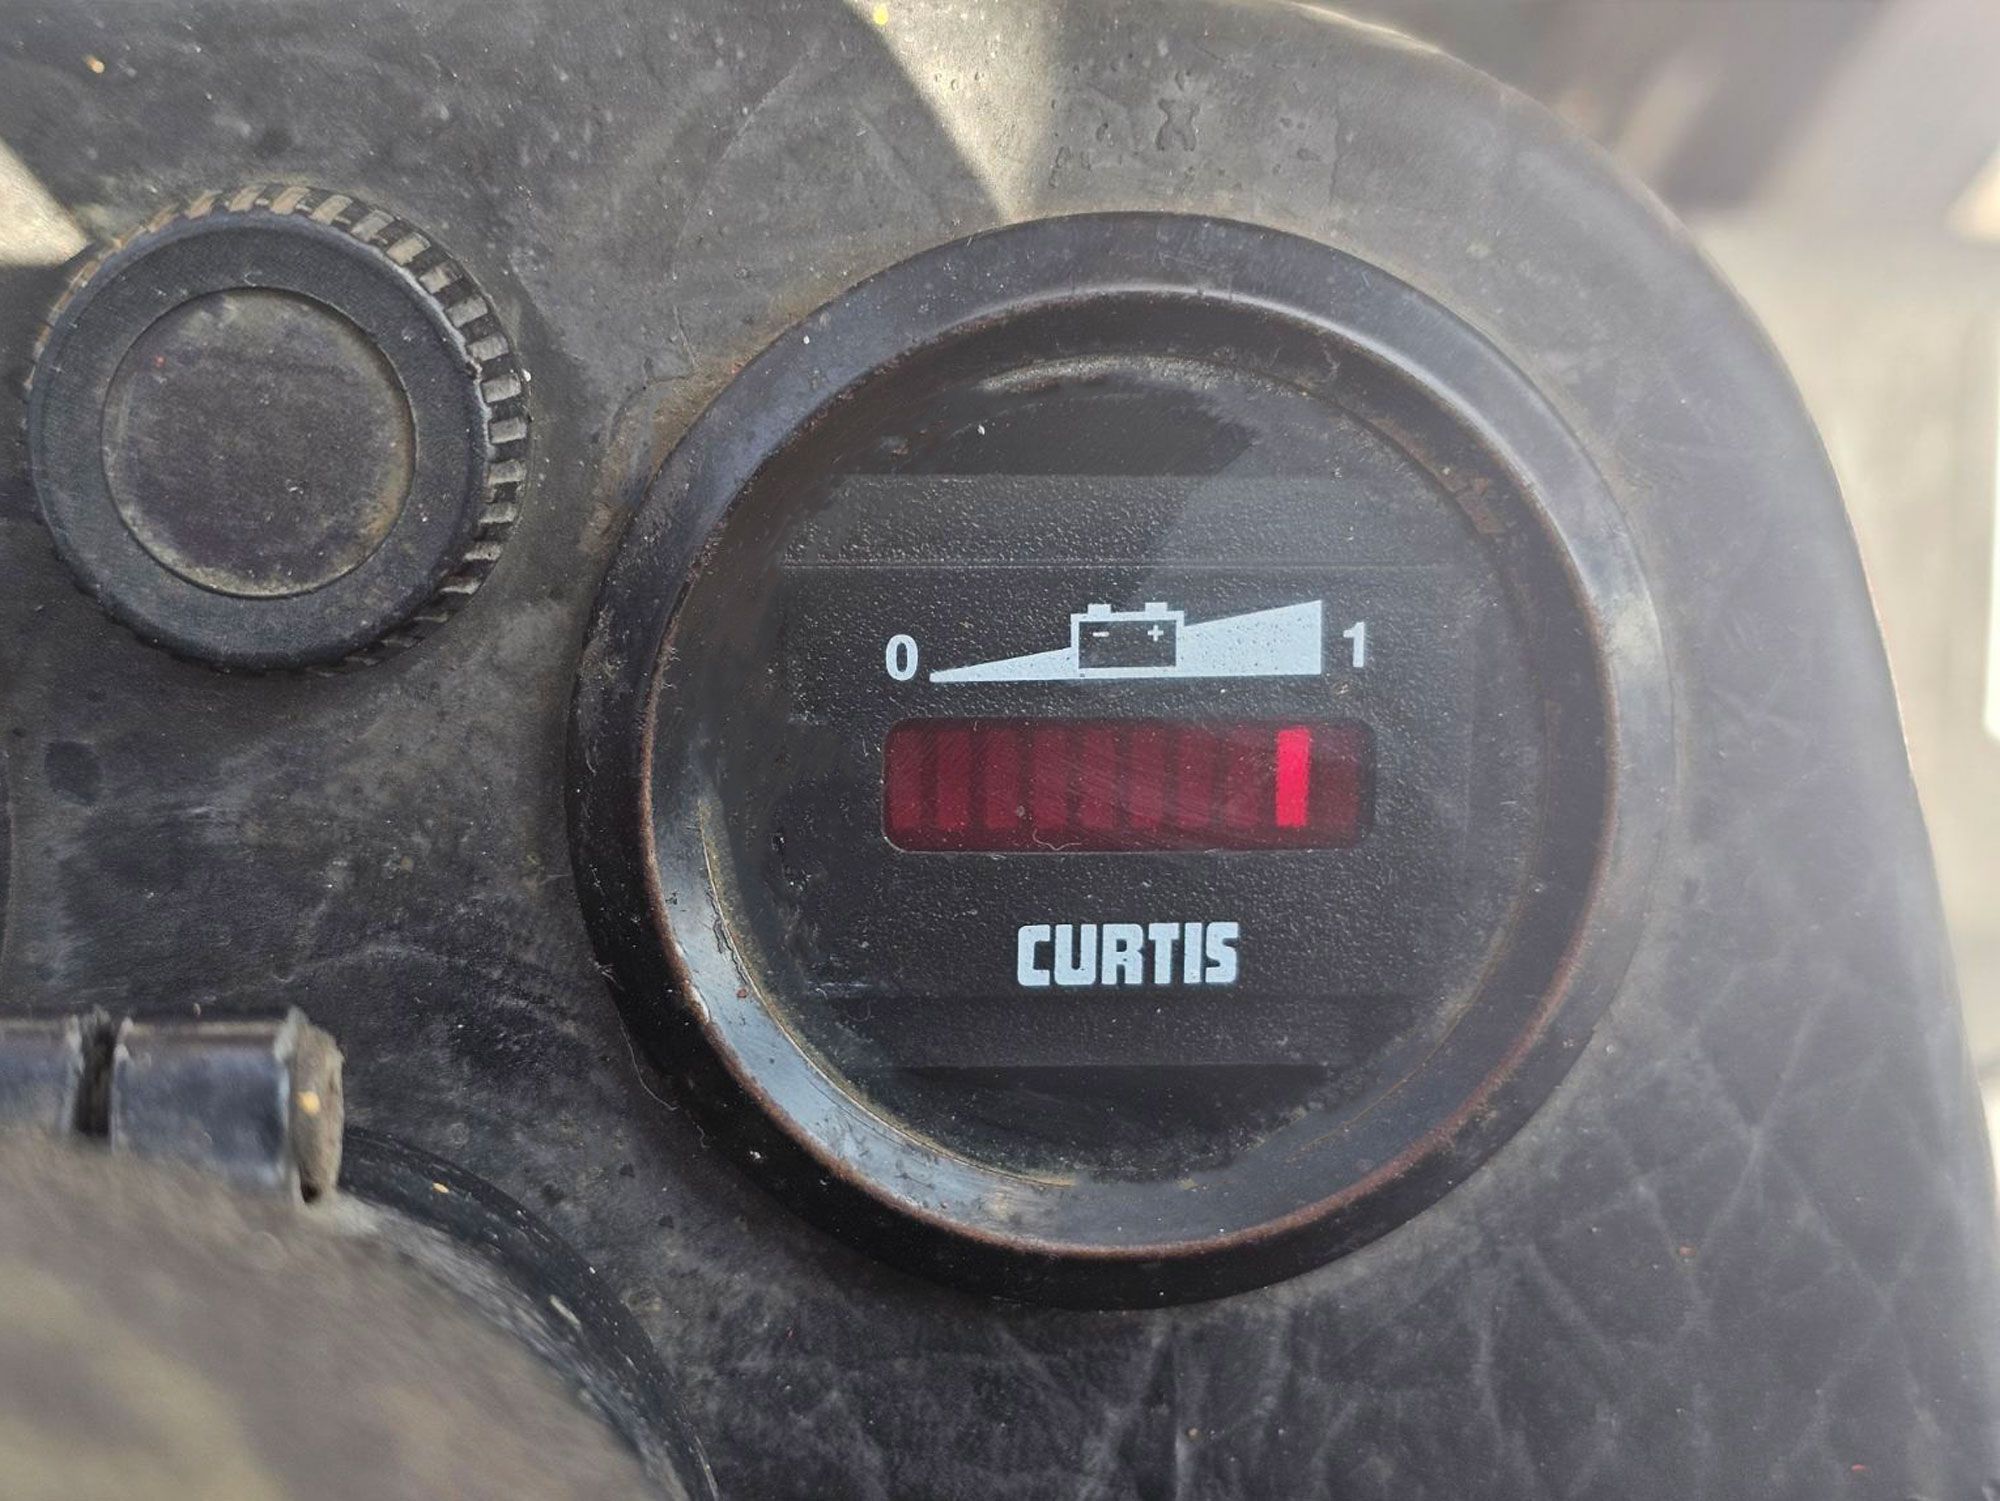 0 - + 1
CURTIS